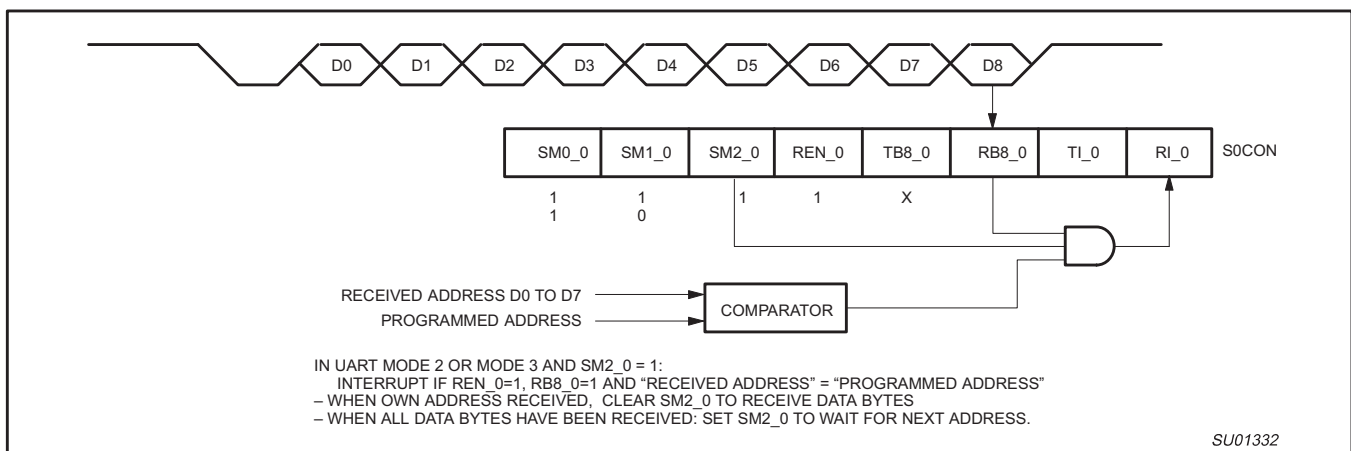 D0 D1 D2 D3 D4 D5 D6 D7 D8
SM0_0 SM1_0 SM2_0 REN_0 TB8_0 RB8_0 TI_0 RI_0 S0CON
1 1 1 1 X
1 0
RECEIVED ADDRESS D0 TO D7
PROGRAMMED ADDRESS
COMPARATOR
IN UART MODE 2 OR MODE 3 AND SM2_0 = 1:
INTERRUPT IF REN_0=1, RB8_0=1 AND “RECEIVED ADDRESS” = “PROGRAMMED ADDRESS”
– WHEN OWN ADDRESS RECEIVED, CLEAR SM2_0 TO RECEIVE DATA BYTES
– WHEN ALL DATA BYTES HAVE BEEN RECEIVED: SET SM2_0 TO WAIT FOR NEXT ADDRESS.
SU01332